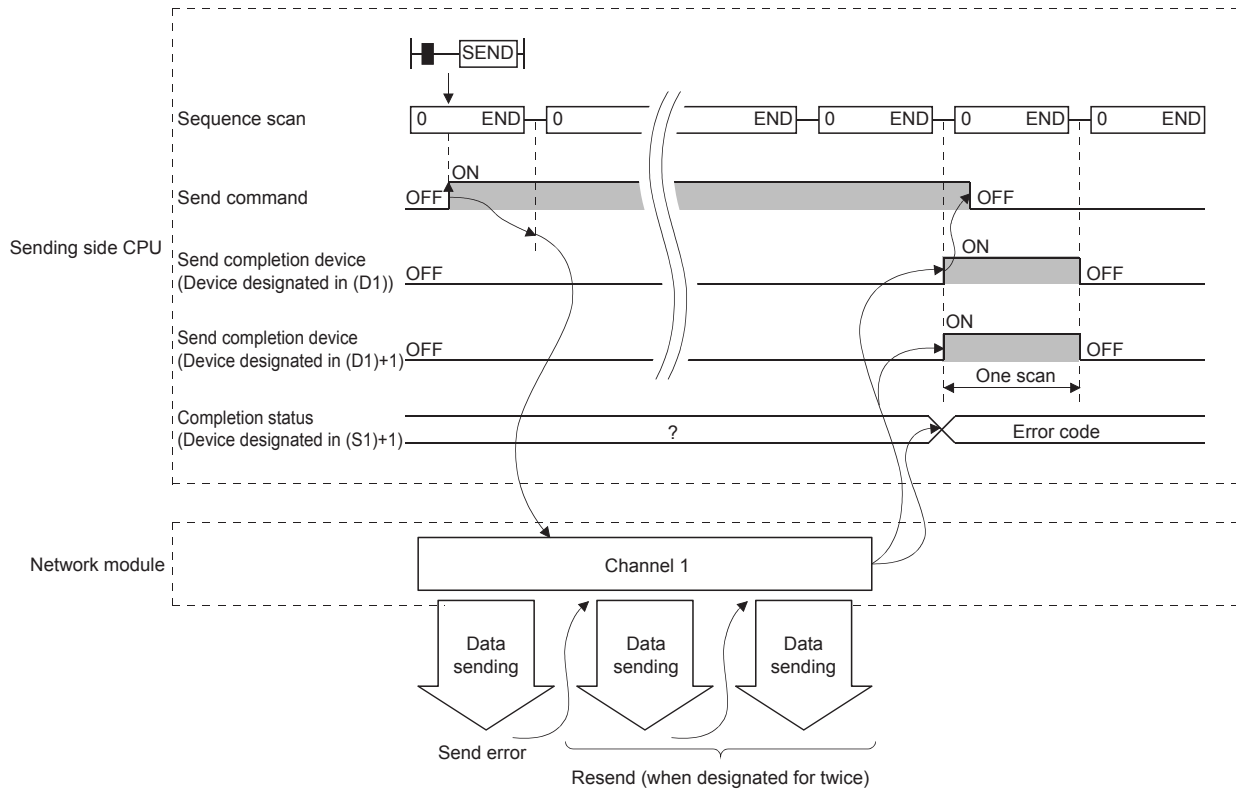 SEND
Sequence scan
0 END 0 END 0 END 0 END 0 END
ON
Send command
OFF OFF
Sending side CPU
Send completion device
(Device designated in (D1))
OFF ON OFF
Send completion device
(Device designated in (D1)+1)
OFF ON OFF
One scan
Completion status
(Device designated in (S1)+1)
? Error code
Network module
Channel 1
Data
sending
Data
sending
Data
sending
Send error
Resend (when designated for twice)